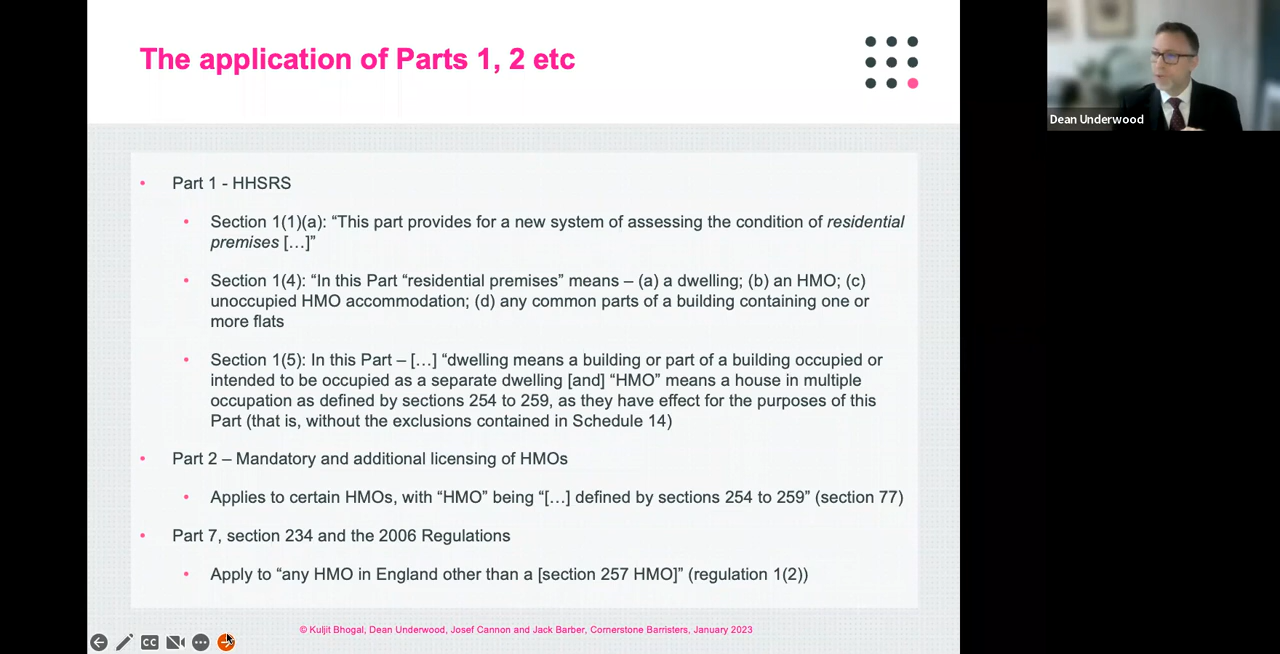 The application of Parts 1, 2 etc
Dean Underwood
• Part 1 - HHSRS
• Section 1(1)(a): “This part provides for a new system of assessing the condition of residential
premises […]”
• Section 1(4): “In this Part “residential premises” means – (a) a dwelling; (b) an HMO; (c)
unoccupied HMO accommodation; (d) any common parts of a building containing one or
more flats
• Section 1(5): In this Part – […] “dwelling means a building or part of a building occupied or
intended to be occupied as a separate dwelling [and] “HMO” means a house in multiple
occupation as defined by sections 254 to 259, as they have effect for the purposes of this
Part (that is, without the exclusions contained in Schedule 14)
• Part 2 – Mandatory and additional licensing of HMOs
• Applies to certain HMOs, with “HMO” being “[…] defined by sections 254 to 259” (section 77)
• Part 7, section 234 and the 2006 Regulations
• Apply to “any HMO in England other than a [section 257 HMO]” (regulation 1(2))
© Kuljit Bhogal, Dean Underwood, Josef Cannon and Jack Barber, Cornerstone Barristers, January 2023
CC